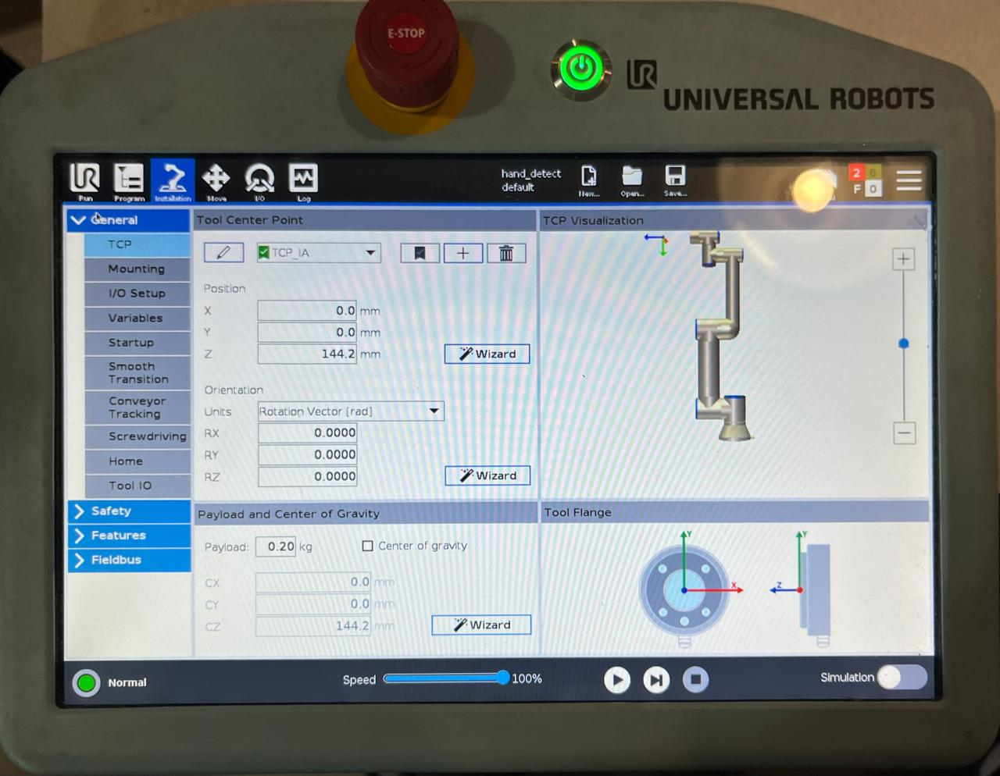 E-STOP
UR
UNIVERSAL ROBOTS
UR
Run
Program
Installation
Move
I/O
Log
hand_detect
default
New...
Open...
Save...
2 6
F 0
General
TCP
Mounting
I/O Setup
Variables
Startup
Smooth
Transition
Conveyor
Tracking
Screwdriving
Home
Tool IO
Safety
Features
Fieldbus
Tool Center Point
TCP_IA
Position
X 0.0 mm
Y 0.0 mm
Z 144.2 mm
Wizard
Orientation
Units Rotation Vector [rad]
RX 0.0000
RY 0.0000
RZ 0.0000
Wizard
Payload and Center of Gravity
Payload: 0.20 kg Center of gravity
CX 0.0 mm
CY 0.0 mm
CZ 144.2 mm
Wizard
TCP Visualization
Tool Flange
Y
X
Y
Z
Normal
Speed 100%
Simulation